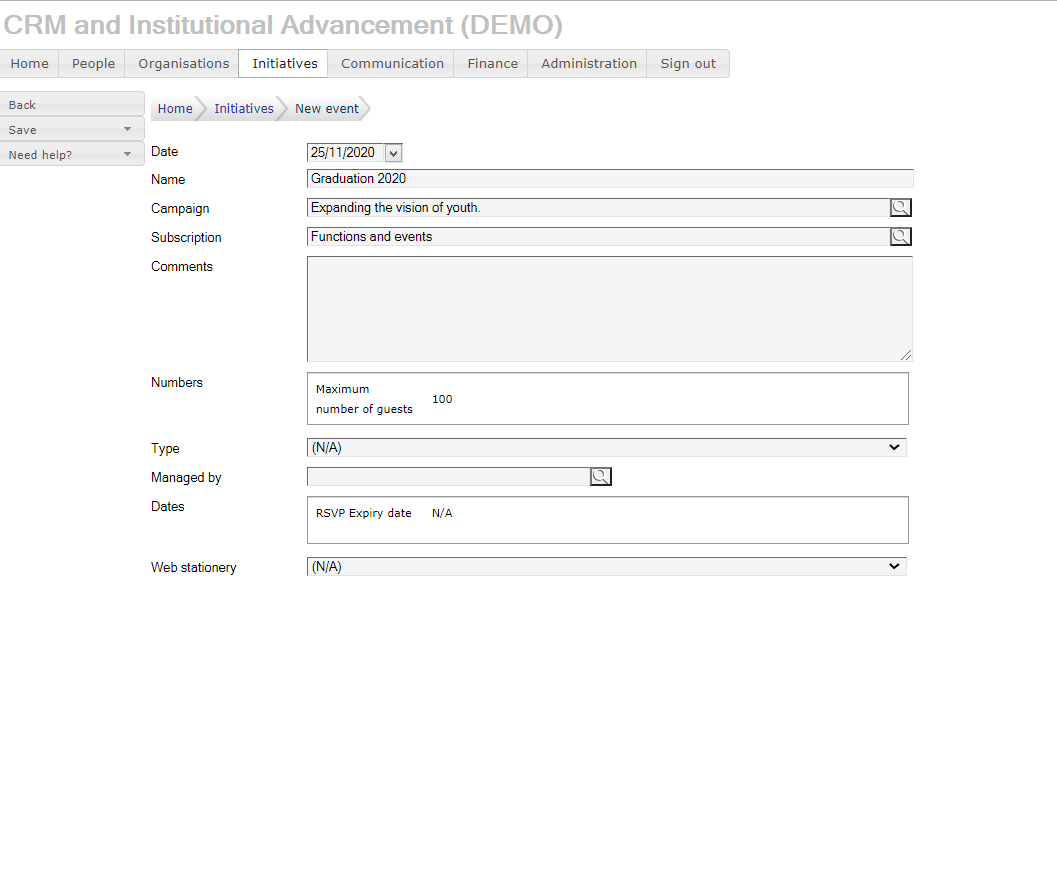 CRM and Institutional Advancement (DEMO)
Home People Organisations Initiatives Communication Finance Administration Sign out
Back
Save
Need help?
Home Initiatives New event
Date 25/11/2020
Name Graduation 2020
Campaign Expanding the vision of youth.
Subscription Functions and events
Comments
Numbers
Maximum
number of guests
100
Type (N/A)
Managed by
Dates
RSVP Expiry date N/A
Web stationery (N/A)